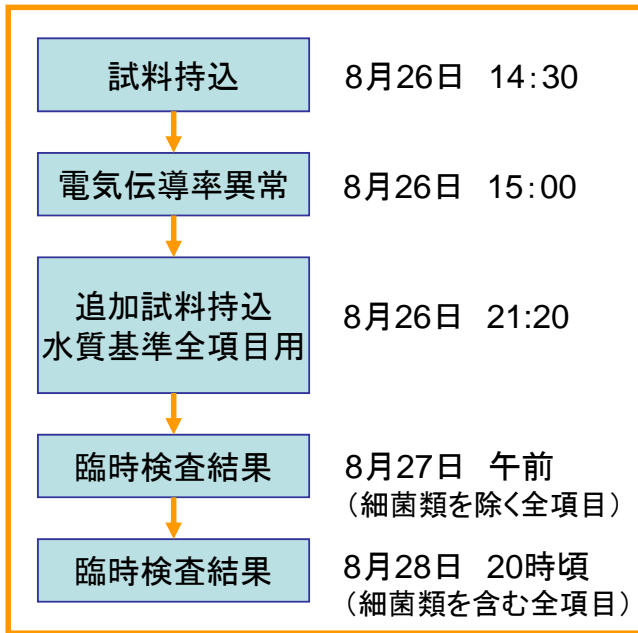 試料持込
8月26日 14:30
電気伝導率異常
8月26日 15:00
追加試料持込
水質基準全項目用
8月26日 21:20
臨時検査結果
8月27日 午前
(細菌類を除く全項目)
臨時検査結果
8月28日 20時頃
(細菌類を含む全項目)